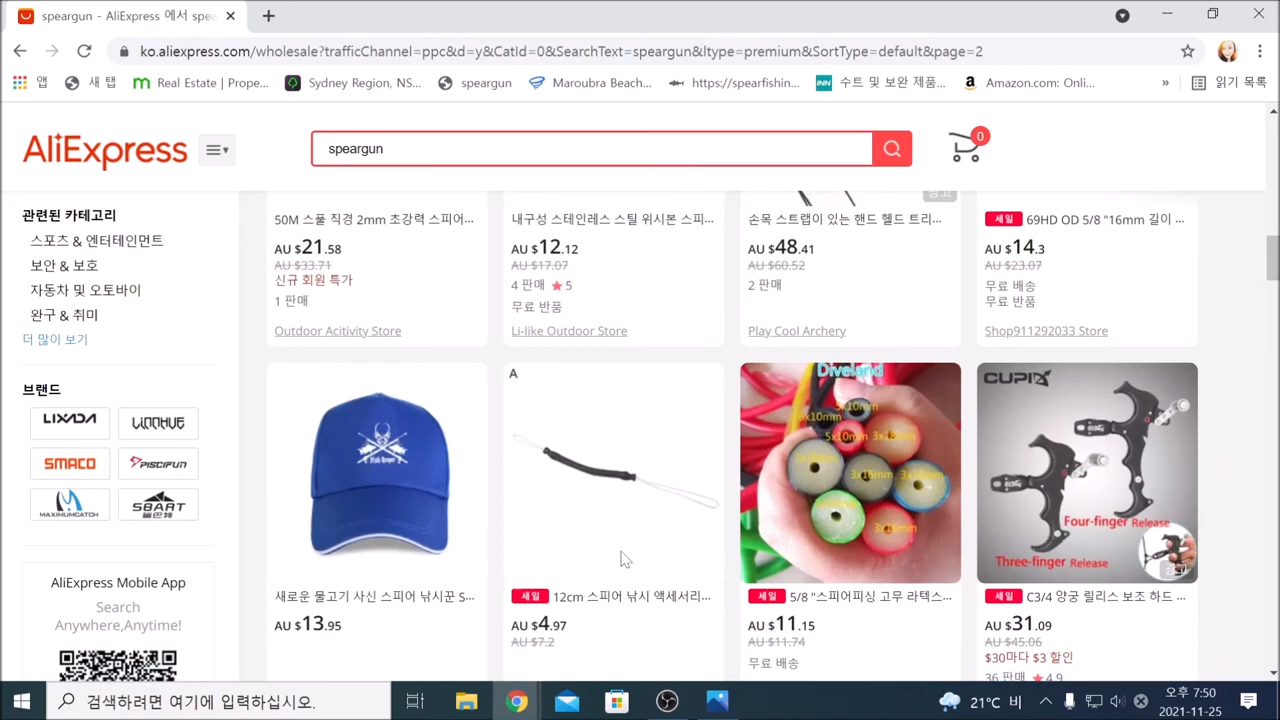 speargun - AliExpress 에서 spea
ko.aliexpress.com/wholesale?trafficChannel=ppc&d=y&CatId=0&SearchText=speargun&ltype=premium&SortType=default&page=2
앱 새 탭 Real Estate | Prope... Sydney Region, NS... speargun Maroubra Beach... https://spearfishin... 수트 및 보완 제품... Amazon.com: Onli... » 읽기 목록
AliExpress speargun 0
관련된 카테고리
스포츠 & 엔터테인먼트
보안 & 보호
자동차 및 오토바이
완구 & 취미
더 많이 보기
브랜드
LIXADA LINNHUE
SMACO PISCIFUN
MAXIMUMCATCH S8ART
AliExpress Mobile App
Search
Anywhere,Anytime!
50M 스풀 직경 2mm 초강력 스피어...
AU $21.58
AU $33.71
신규 회원 특가
1 판매
Outdoor Acitivity Store
내구성 스테인레스 스틸 위시본 스피...
AU $12.12
AU $17.07
4 판매 ★ 5
무료 반품
Li-like Outdoor Store
광고
손목 스트랩이 있는 핸드 헬드 트리...
AU $48.41
AU $60.52
2 판매
Play Cool Archery
세일 69HD OD 5/8 "16mm 길이 ...
AU $14.3
AU $23.07
무료 배송
무료 반품
Shop911292033 Store
새로운 물고기 사신 스피어 낚시꾼 S...
AU $13.95
A
세일 12cm 스피어 낚시 액세서리...
AU $4.97
AU $7.2
Diveland
5x10mm
3x18mm
3x16mm
3x16mm
3x14mm
세일 5/8 "스피어피싱 고무 라텍스...
AU $11.15
AU $11.74
무료 배송
CUPIX
Four-finger Release
Three-finger Release
광고
세일 C3/4 양궁 릴리스 보조 하드 ...
AU $31.09
AU $45.06
$30마다 $3 할인
36 판매 ★ 4.9
검색하려면 여기에 입력하십시오.
21℃ 비
오후 7:50
2021-11-25